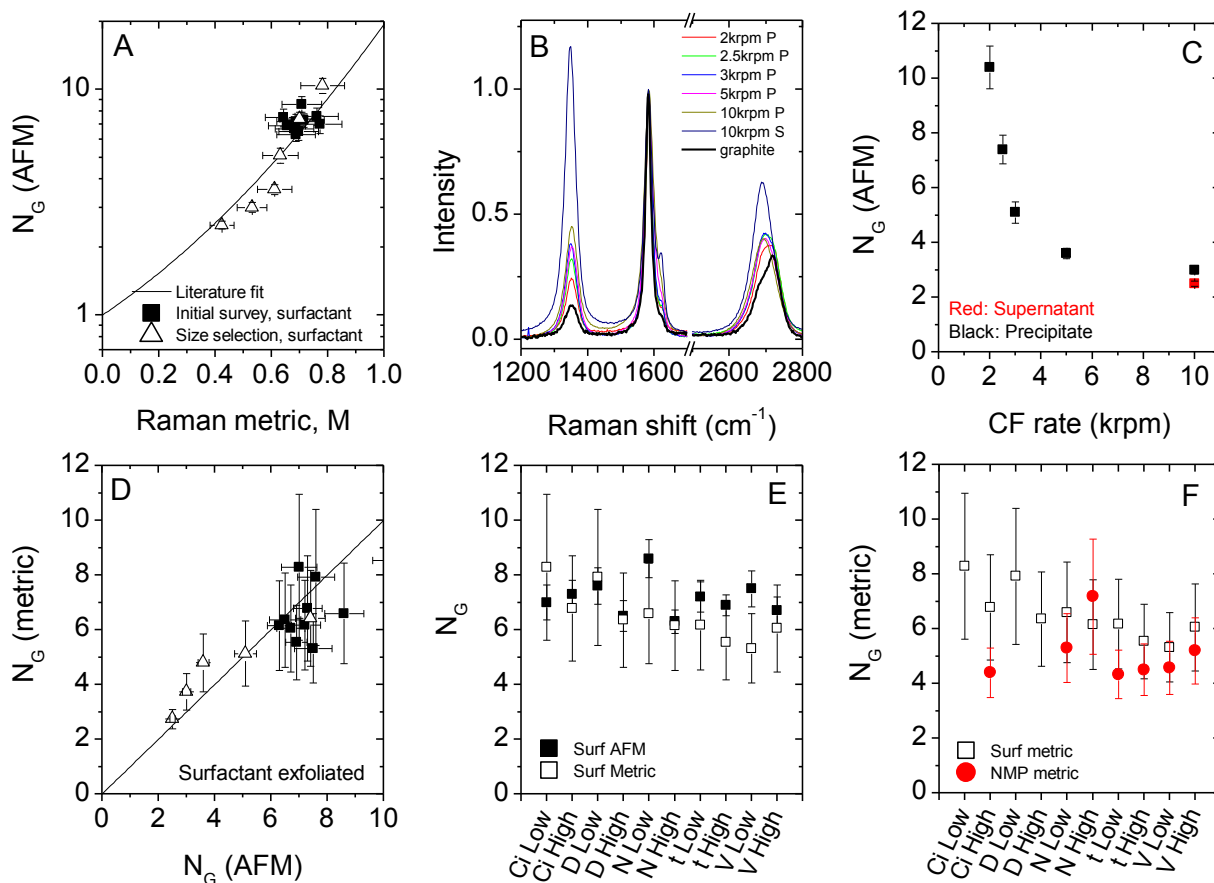 A
N_G (AFM)
10
1
Literature fit
Initial survey, surfactant
Size selection, surfactant
0.0 0.2 0.4 0.6 0.8 1.0
Raman metric, M
B
Intensity
1.0
0.5
0.0
2krpm P
2.5krpm P
3krpm P
5krpm P
10krpm P
10krpm S
graphite
1200 1400 1600 2600 2800
Raman shift (cm⁻¹)
C
N_G (AFM)
12
10
8
6
4
2
0
Red: Supernatant
Black: Precipitate
0 2 4 6 8 10
CF rate (krpm)
D
N_G (metric)
12
10
8
6
4
2
0
Surfactant exfoliated
0 2 4 6 8 10
N_G (AFM)
E
N_G
12
10
8
6
4
2
0
Surf AFM
Surf Metric
Ci Low
Ci High
D Low
D High
N Low
N High
t Low
t High
V Low
V High
F
N_G (metric)
12
10
8
6
4
2
0
Surf metric
NMP metric
Ci Low
Ci High
D Low
D High
N Low
N High
t Low
t High
V Low
V High